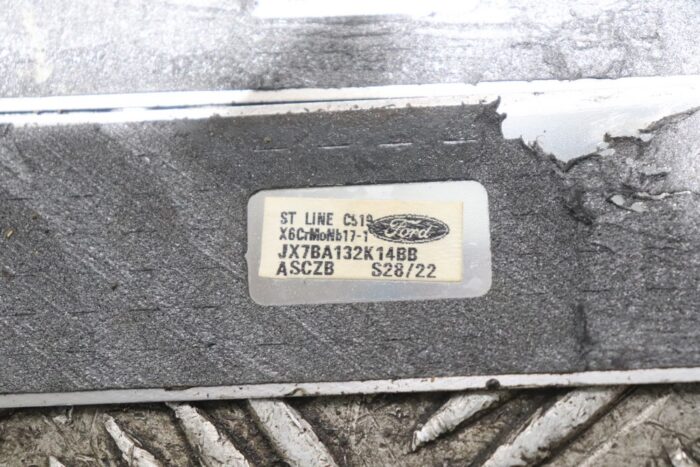 ST LINE C519
X6CrMoNb17-1 Ford
JX7BA132K14BB
ASCZB S28/22